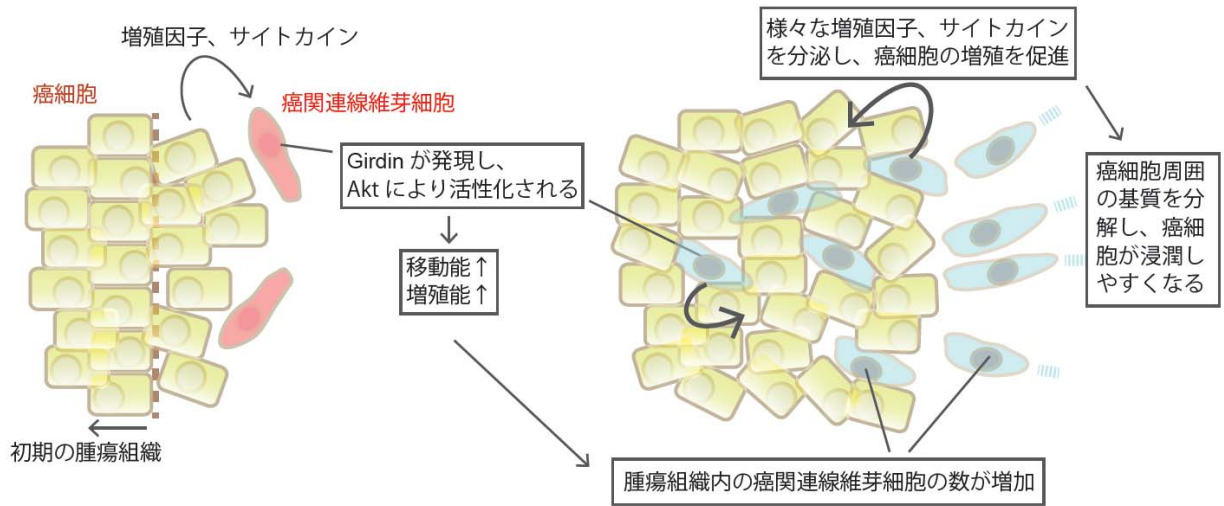 増殖因子、サイトカイン
癌細胞
癌関連線維芽細胞
Girdin が発現し、
Akt により活性化される
移動能↑
増殖能↑
初期の腫瘍組織
様々な増殖因子、サイトカイン
を分泌し、癌細胞の増殖を促進
癌細胞周囲
の基質を分
解し、癌細
胞が浸潤し
やすくなる
腫瘍組織内の癌関連線維芽細胞の数が増加